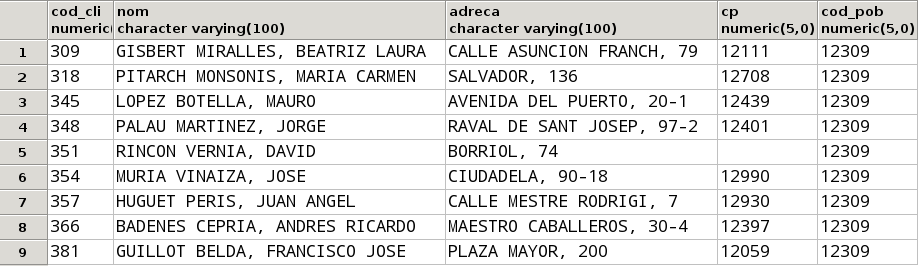 cod_cli nom adreca cp cod_pob
numeric( character varying(100) character varying(100) numeric(5,0) numeric(5,0)
1 309 GISBERT MIRALLES, BEATRIZ LAURA CALLE ASUNCION FRANCH, 79 12111 12309
2 318 PITARCH MONSONIS, MARIA CARMEN SALVADOR, 136 12708 12309
3 345 LOPEZ BOTELLA, MAURO AVENIDA DEL PUERTO, 20-1 12439 12309
4 348 PALAU MARTINEZ, JORGE RAVAL DE SANT JOSEP, 97-2 12401 12309
5 351 RINCON VERNIA, DAVID BORRIOL, 74 12309
6 354 MURIA VINAIZA, JOSE CIUDADELA, 90-18 12990 12309
7 357 HUGUET PERIS, JUAN ANGEL CALLE MESTRE RODRIGI, 7 12930 12309
8 366 BADENES CEPRIA, ANDRES RICARDO MAESTRO CABALLEROS, 30-4 12397 12309
9 381 GUILLOT BELDA, FRANCISCO JOSE PLAZA MAYOR, 200 12059 12309